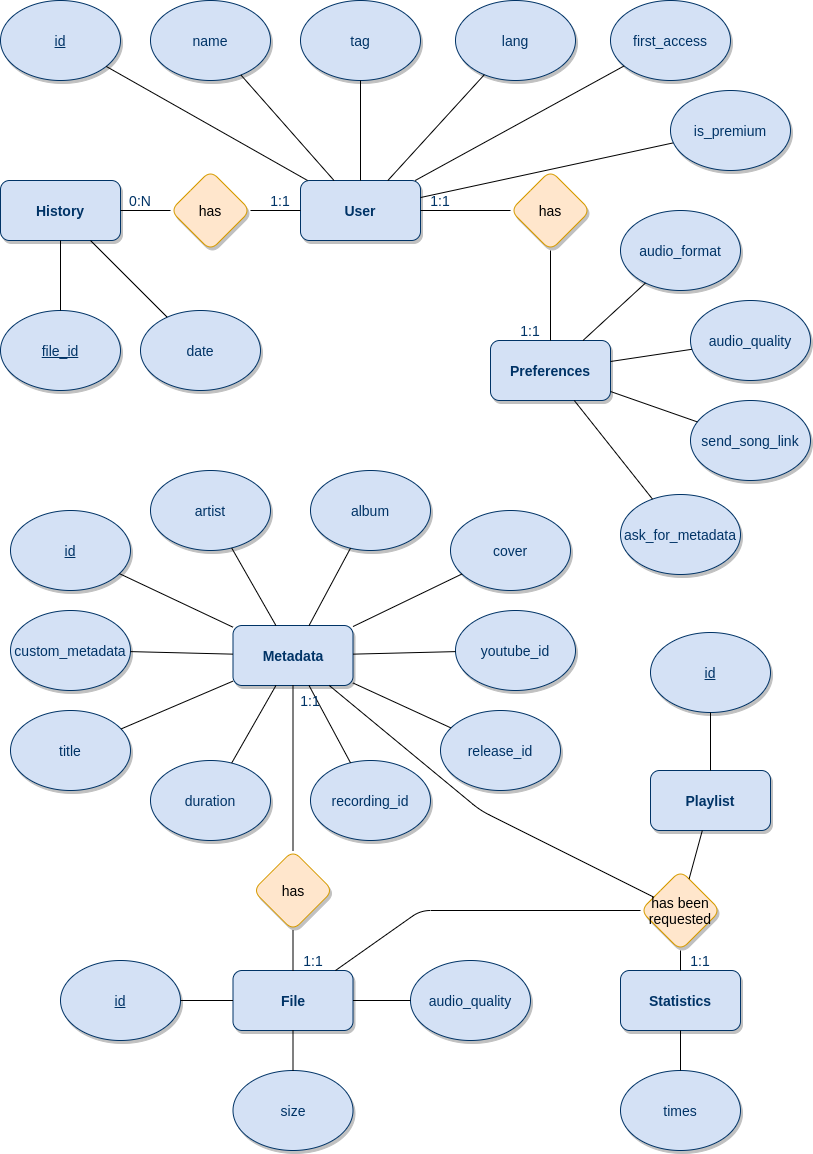 id
name
tag
lang
first_access
is_premium
History
0:N
has
1:1
User
1:1
has
audio_format
1:1
audio_quality
file_id
date
Preferences
send_song_link
ask_for_metadata
artist
album
id
cover
custom_metadata
Metadata
youtube_id
id
1:1
title
release_id
duration
recording_id
Playlist
has
has been
requested
1:1
1:1
id
File
audio_quality
Statistics
size
times